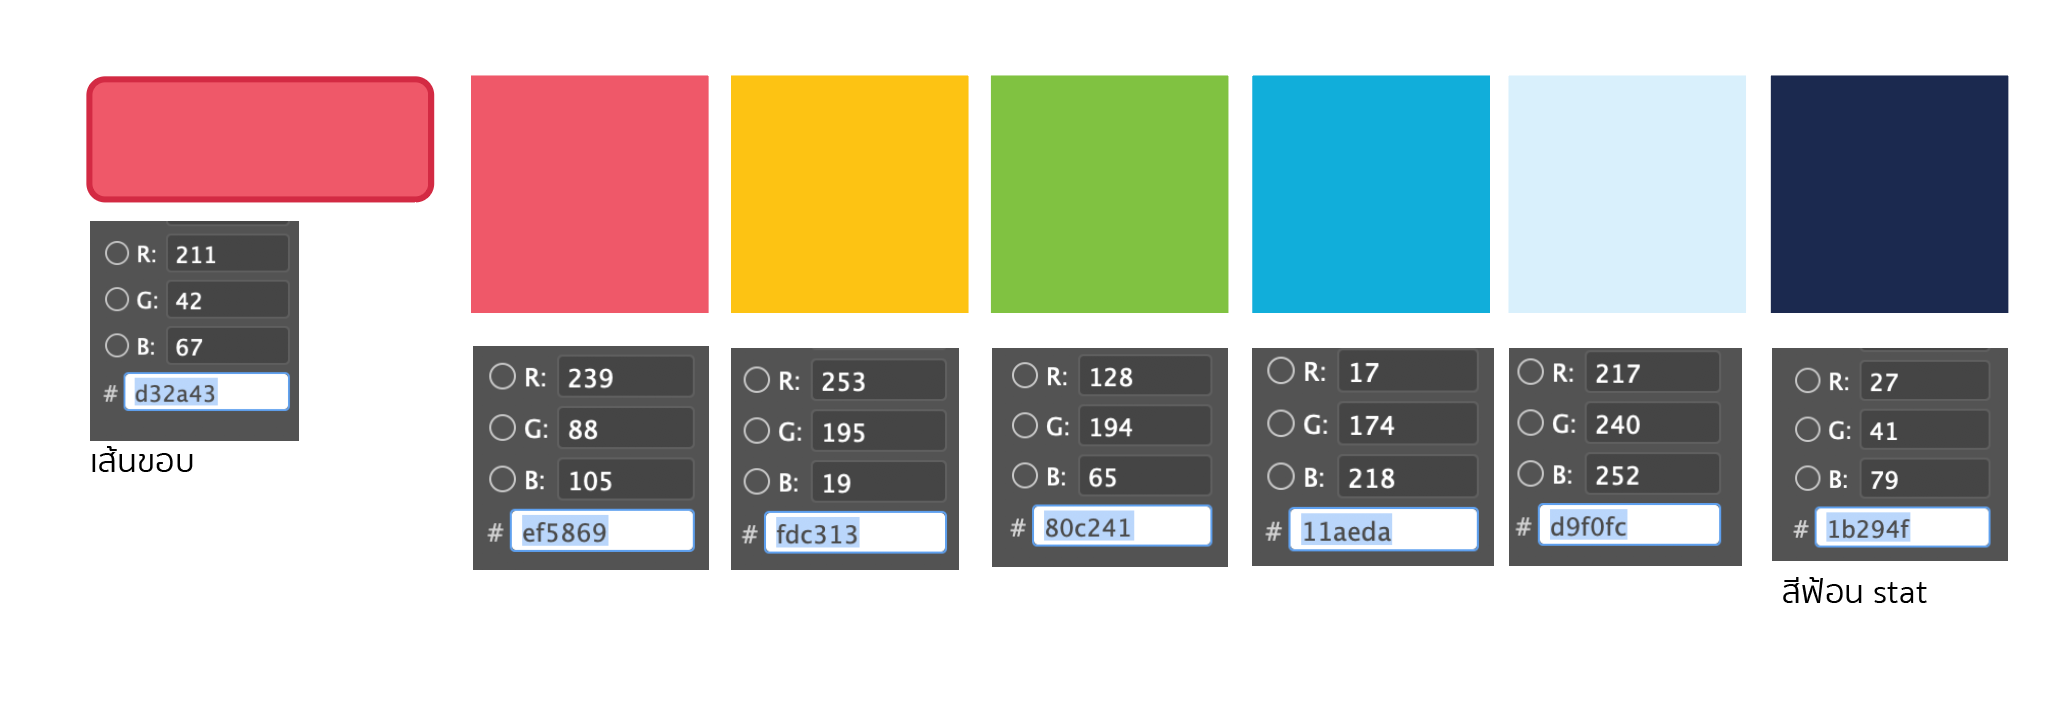 R: 211
G: 42
B: 67
# d32a43
เส้นขอบ
R: 239
G: 88
B: 105
# ef5869
R: 253
G: 195
B: 19
# fdc313
R: 128
G: 194
B: 65
# 80c241
R: 17
G: 174
B: 218
# 11aeda
R: 217
G: 240
B: 252
# d9f0fc
R: 27
G: 41
B: 79
# 1b294f
สีฟ้อน stat